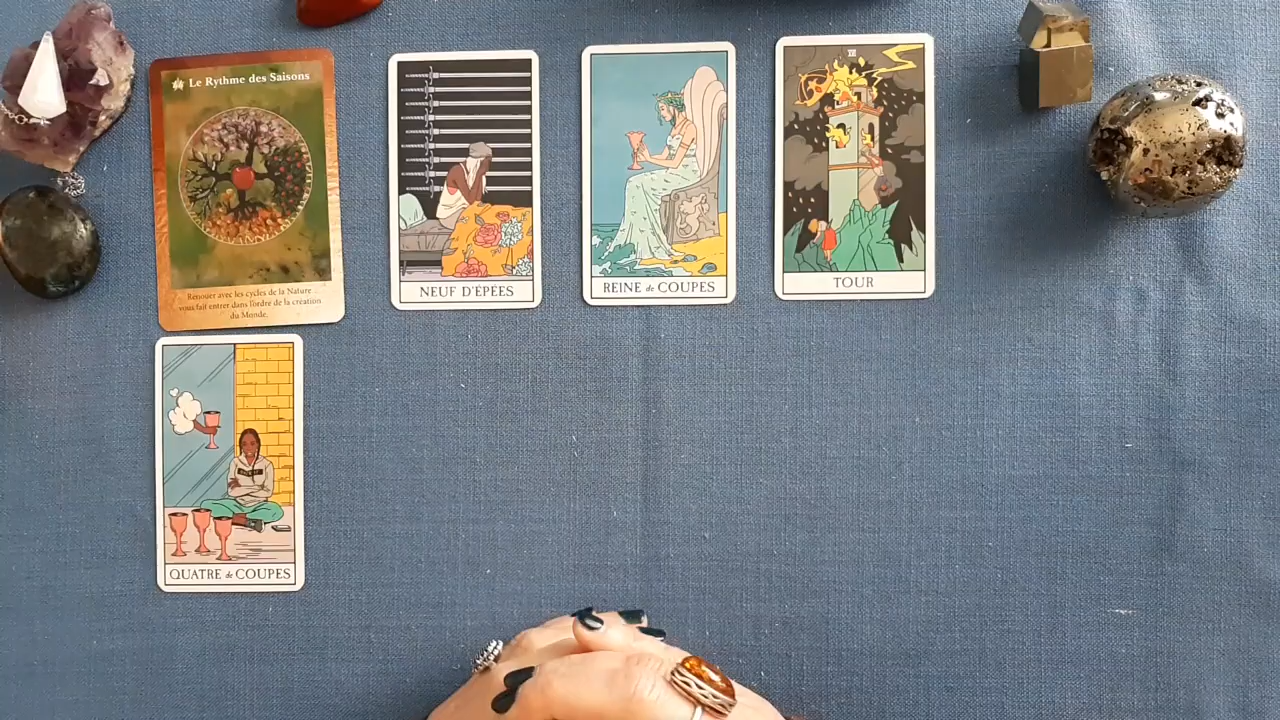 Le Rythme des Saisons
Renouer avec les cycles de la Nature
vous fait entrer dans l'ordre de la création
du Monde.
NEUF D'ÉPÉES
REINE de COUPES
TOUR
QUATRE de COUPES